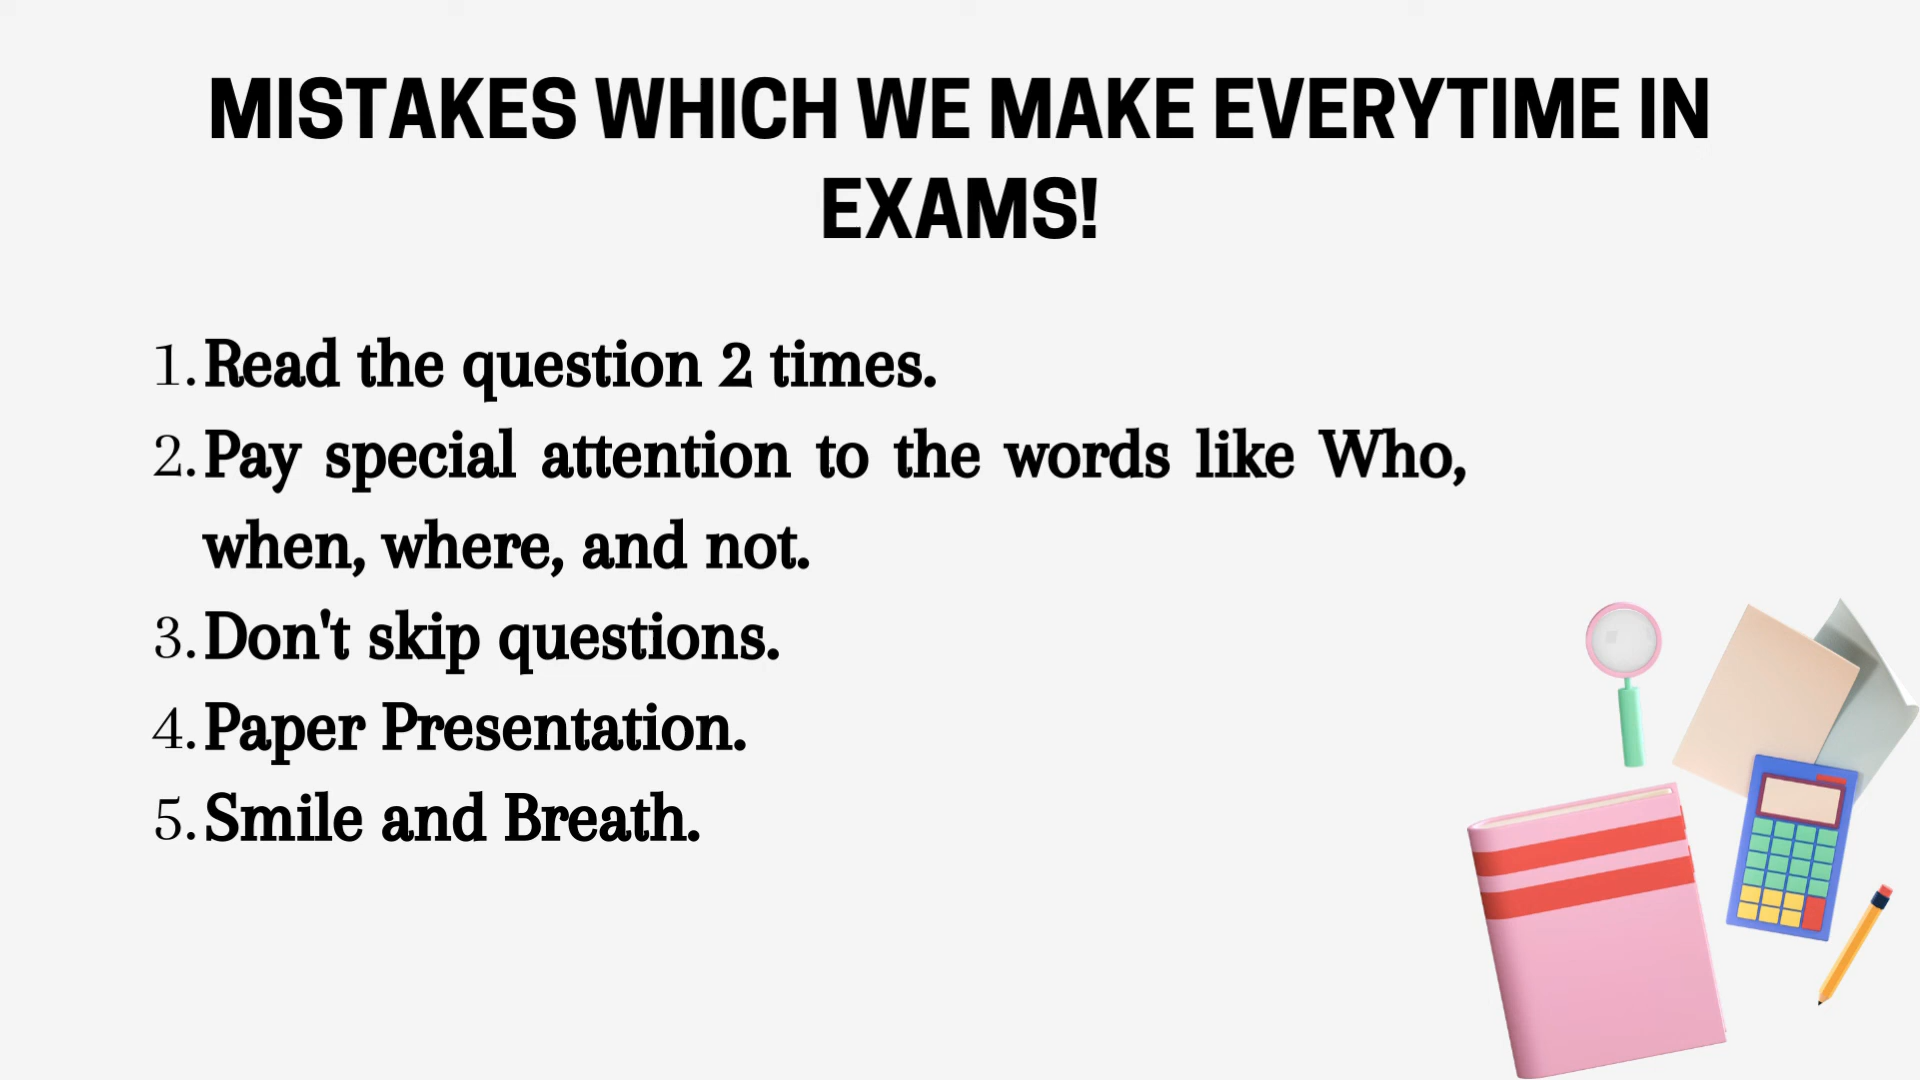 MISTAKES WHICH WE MAKE EVERYTIME IN
EXAMS!
1. Read the question 2 times.
2. Pay special attention to the words like Who,
when, where, and not.
3. Don't skip questions.
4. Paper Presentation.
5. Smile and Breath.